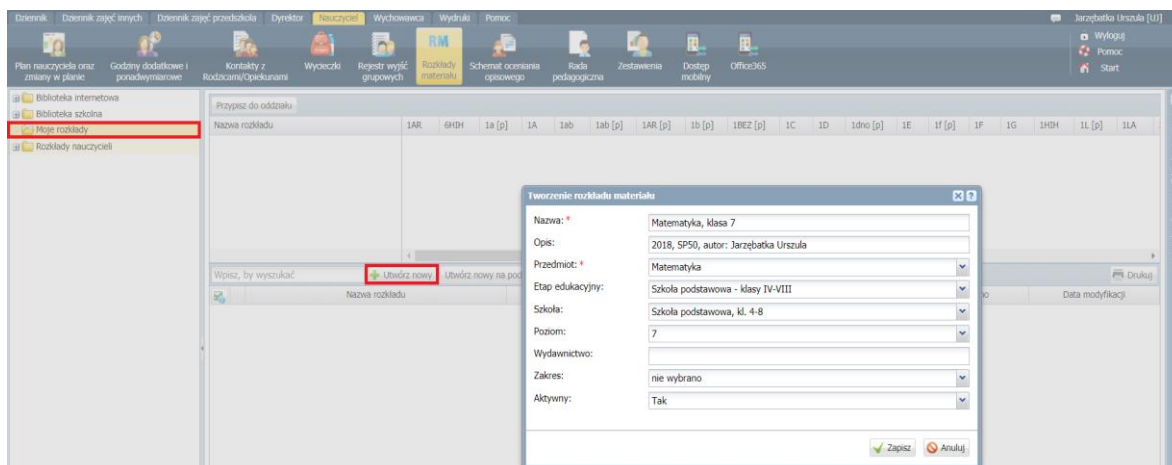 Dziennik Dziennik zajęć innych Dziennik zajęć przedszkola Dyrektor Nauczyciel Wychowawca Wydruki Pomoc Jarzębatka Urszula [UJ]
Plan nauczyciela oraz zmiany w planie
Godziny dodatkowe i ponadwymiarowe
Kontakty z Rodzicami/Opiekunami
Wycieczki
Rejestr wyjść grupowych
RM
Rozkłady materiału
Schemat oceniania opisowego
Rada pedagogiczna
Zestawienia
Dostęp mobilny
Office365
Wyloguj
Pomoc
Start
Biblioteka internetowa
Biblioteka szkolna
Moje rozkłady
Rozkłady nauczycieli
Przypisz do oddziału
Nazwa rozkładu 1AR 6HIH 1a [p] 1A 1ab 1ab [p] 1AR [p] 1b [p] 1BEZ [p] 1C 1D 1dno [p] 1E 1f [p] 1F 1G 1HIH 1L [p] 1LA
Wpisz, by wyszukać Utwórz nowy Utwórz nowy na pod Drukuj
Nazwa rozkładu Data modyfikacji
Tworzenie rozkładu materiału
Nazwa: * Matematyka, klasa 7
Opis: 2018, SP50, autor: Jarzębatka Urszula
Przedmiot: * Matematyka
Etap edukacyjny: Szkoła podstawowa - klasy IV-VIII
Szkoła: Szkoła podstawowa, kl. 4-8
Poziom: 7
Wydawnictwo:
Zakres: nie wybrano
Aktywny: Tak
Zapisz Anuluj